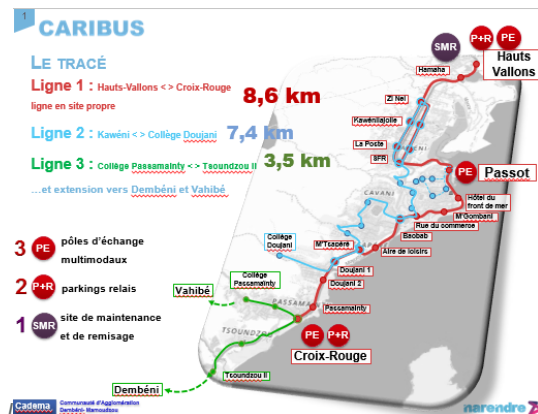 1
CARIBUS
LE TRACÉ
Ligne 1 : Hauts-Vallons <> Croix-Rouge
ligne en site propre
8,6 km
Ligne 2 : Kawéni <> Collège Doujani
7,4 km
Ligne 3 : Collège Passamainty <> Tsoundzou II
3,5 km
...et extension vers Dembéni et Vahibé
3 PE pôles d'échange
multimodaux
2 P+R parkings relais
1 SMR site de maintenance
et de remisage
SMR
P+R
PE
Hauts
Vallons
Hamaha
Zi Nel
Kawénilajolie
La Poste
SFR
PE
Passot
CAVANI
Hôtel du
front de mer
M'Gombani
Rue du commerce
Baobab
Aire de loisirs
M'Tsapéré
Collège
Doujani
Doujani 1
Doujani 2
Collège
Passamaïnty
Vahibé
PASSAMA
Passamainty
PE
P+R
Croix-Rouge
TSOUNDZOU
Tsoundzou II
Dembéni
Cadema
Communauté d'Agglomération
Dembéni- Mamoudzou
narendre